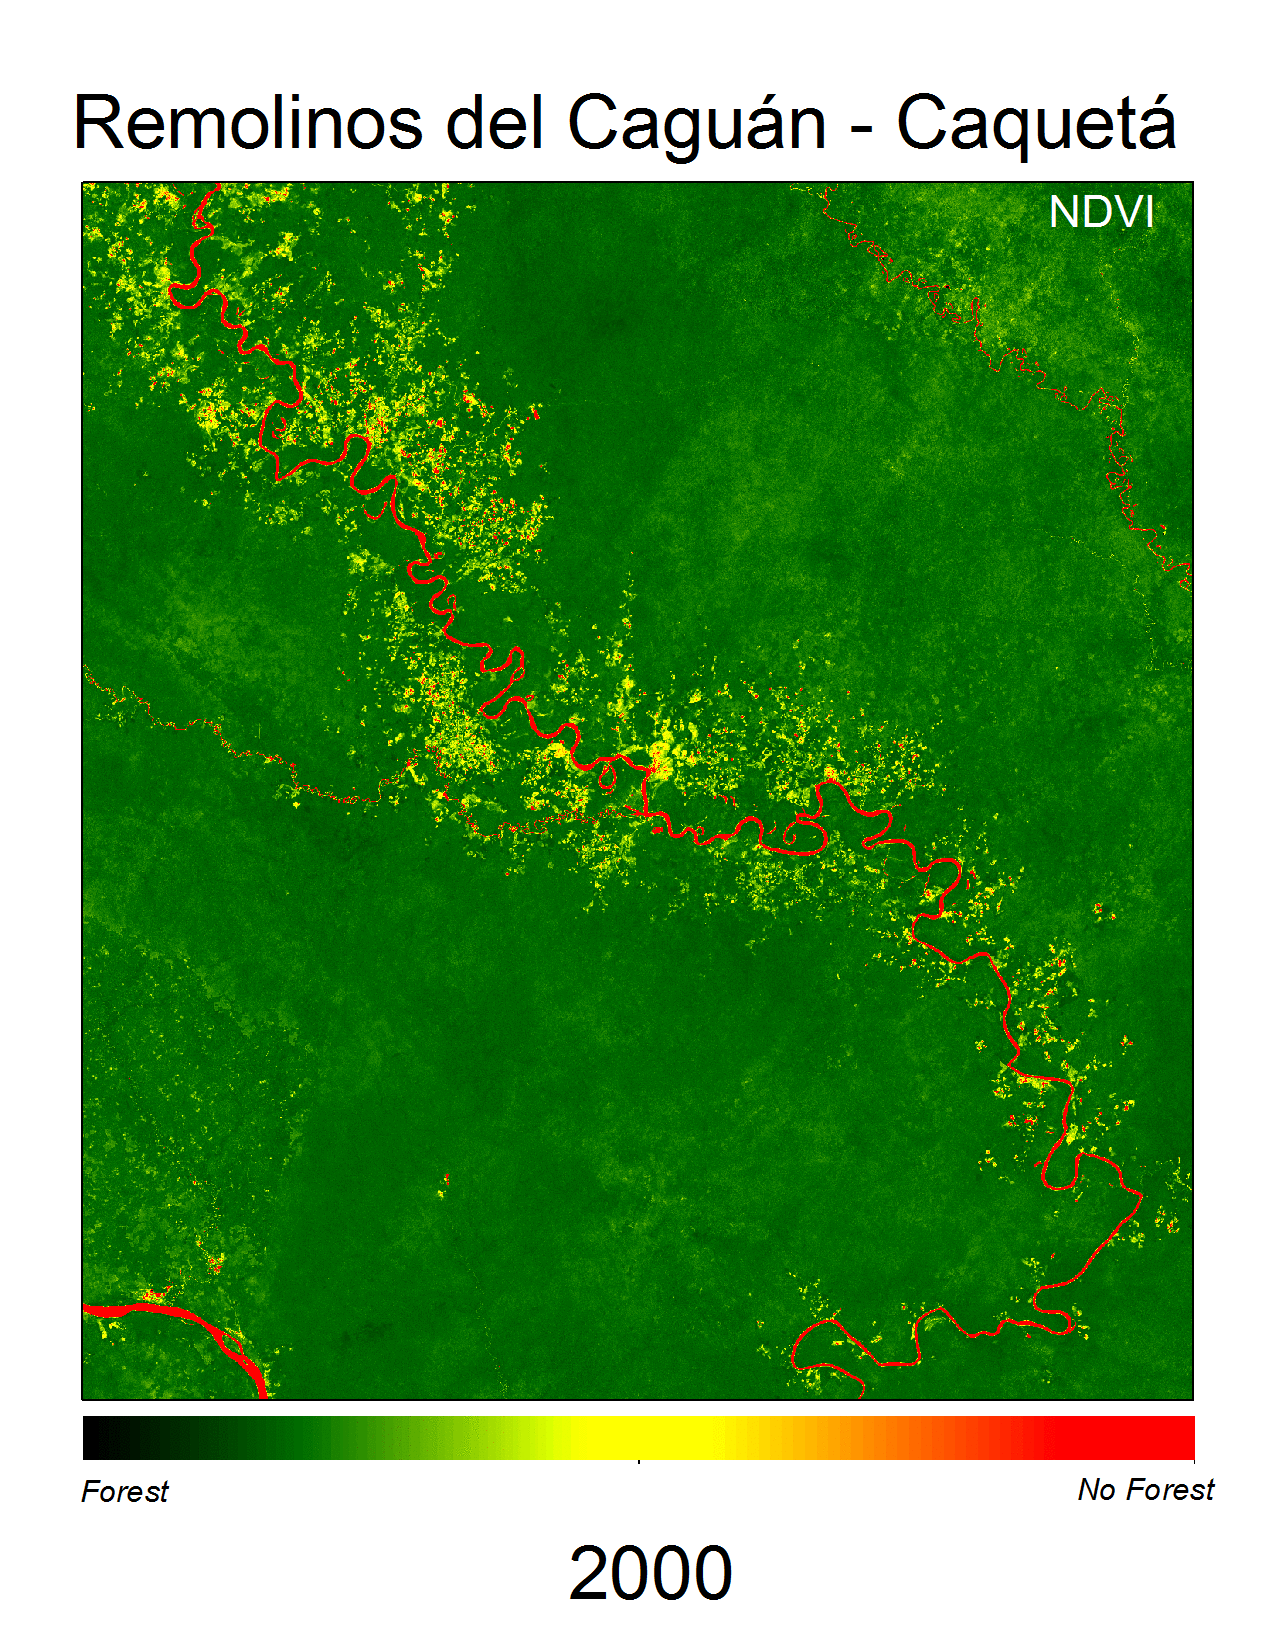 Remolinos del Caguán - Caquetá
NDVI
Forest
No Forest
2000